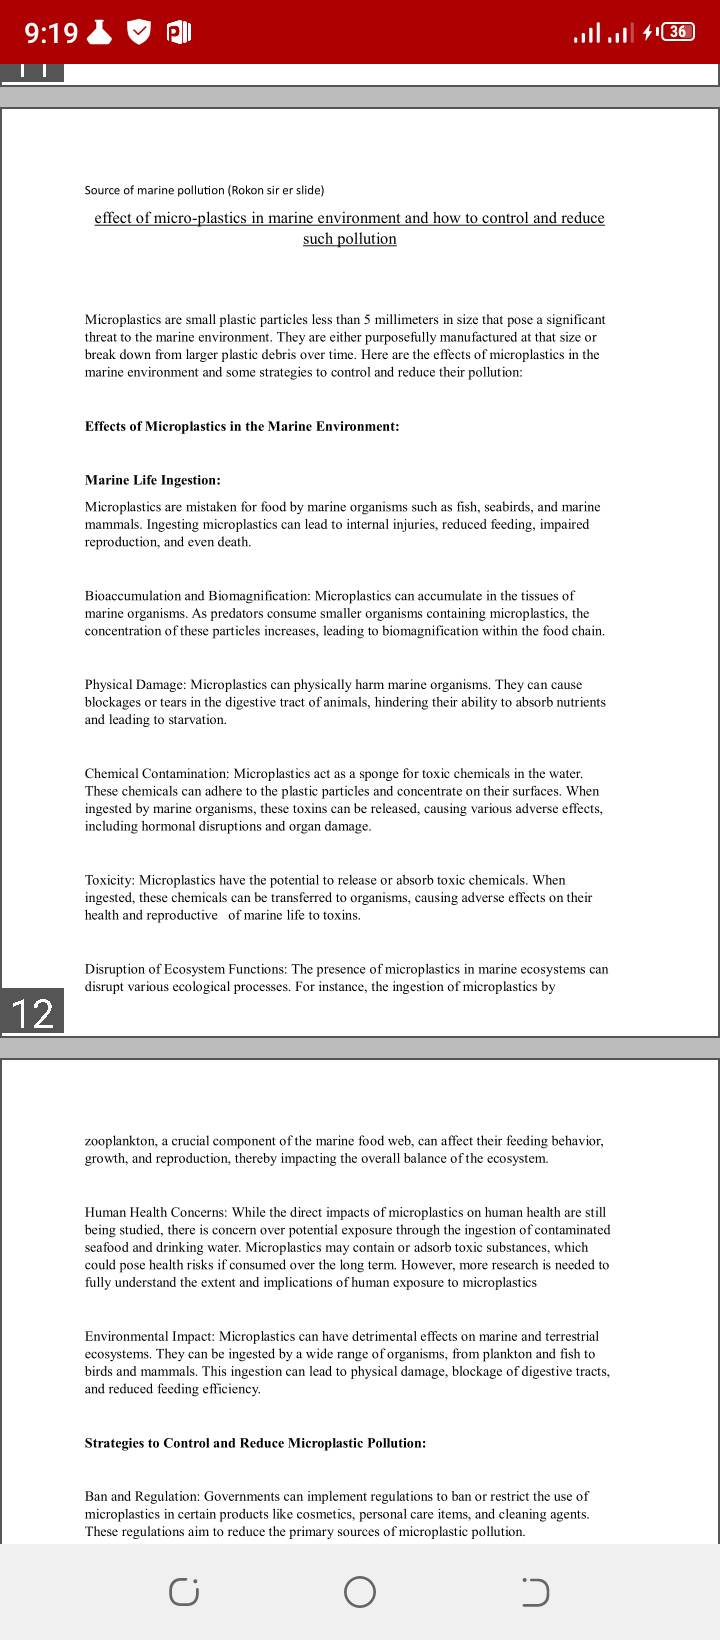 9:19
36
Source of marine pollution (Rokon sir er slide)
effect of micro-plastics in marine environment and how to control and reduce
such pollution
Microplastics are small plastic particles less than 5 millimeters in size that pose a significant
threat to the marine environment. They are either purposefully manufactured at that size or
break down from larger plastic debris over time. Here are the effects of microplastics in the
marine environment and some strategies to control and reduce their pollution:
Effects of Microplastics in the Marine Environment:
Marine Life Ingestion:
Microplastics are mistaken for food by marine organisms such as fish, seabirds, and marine
mammals. Ingesting microplastics can lead to internal injuries, reduced feeding, impaired
reproduction, and even death.
Bioaccumulation and Biomagnification: Microplastics can accumulate in the tissues of
marine organisms. As predators consume smaller organisms containing microplastics, the
concentration of these particles increases, leading to biomagnification within the food chain.
Physical Damage: Microplastics can physically harm marine organisms. They can cause
blockages or tears in the digestive tract of animals, hindering their ability to absorb nutrients
and leading to starvation.
Chemical Contamination: Microplastics act as a sponge for toxic chemicals in the water.
These chemicals can adhere to the plastic particles and concentrate on their surfaces. When
ingested by marine organisms, these toxins can be released, causing various adverse effects,
including hormonal disruptions and organ damage.
Toxicity: Microplastics have the potential to release or absorb toxic chemicals. When
ingested, these chemicals can be transferred to organisms, causing adverse effects on their
health and reproductive of marine life to toxins.
Disruption of Ecosystem Functions: The presence of microplastics in marine ecosystems can
disrupt various ecological processes. For instance, the ingestion of microplastics by
12
zooplankton, a crucial component of the marine food web, can affect their feeding behavior,
growth, and reproduction, thereby impacting the overall balance of the ecosystem.
Human Health Concerns: While the direct impacts of microplastics on human health are still
being studied, there is concern over potential exposure through the ingestion of contaminated
seafood and drinking water. Microplastics may contain or adsorb toxic substances, which
could pose health risks if consumed over the long term. However, more research is needed to
fully understand the extent and implications of human exposure to microplastics
Environmental Impact: Microplastics can have detrimental effects on marine and terrestrial
ecosystems. They can be ingested by a wide range of organisms, from plankton and fish to
birds and mammals. This ingestion can lead to physical damage, blockage of digestive tracts,
and reduced feeding efficiency.
Strategies to Control and Reduce Microplastic Pollution:
Ban and Regulation: Governments can implement regulations to ban or restrict the use of
microplastics in certain products like cosmetics, personal care items, and cleaning agents.
These regulations aim to reduce the primary sources of microplastic pollution.